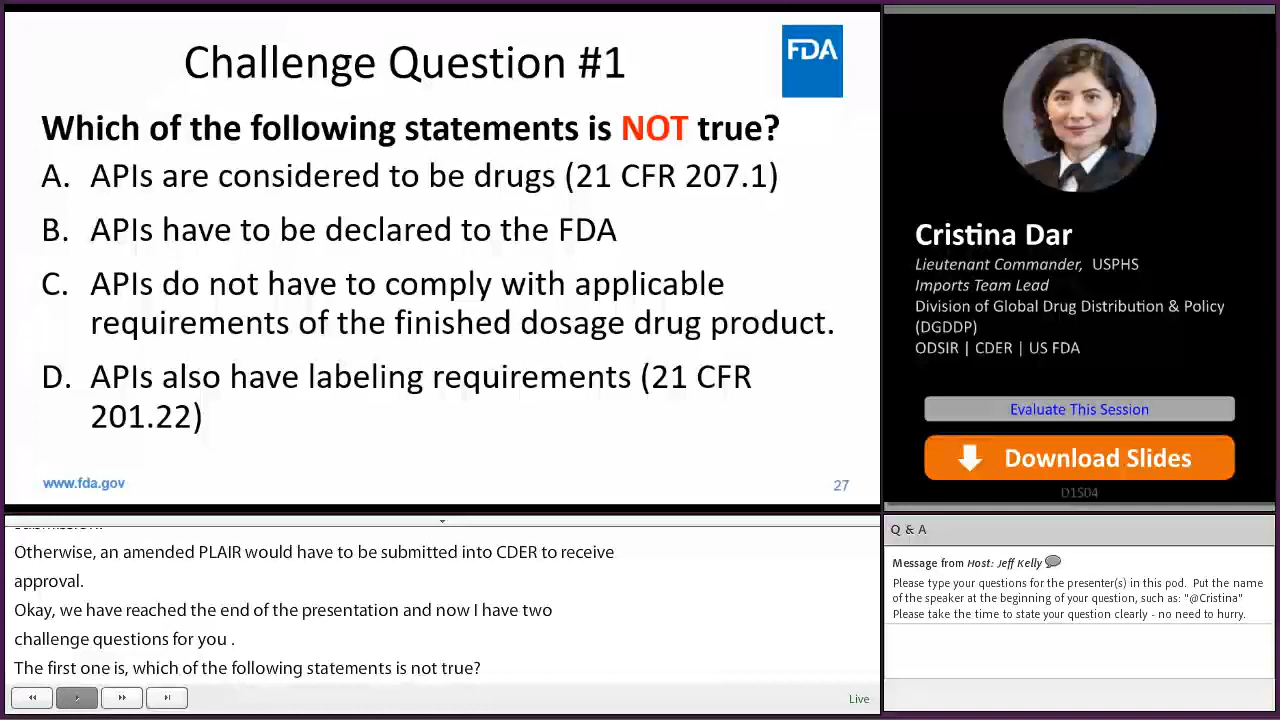 Challenge Question #1
FDA
Which of the following statements is NOT true?
A. APIs are considered to be drugs (21 CFR 207.1)
B. APIs have to be declared to the FDA
C. APIs do not have to comply with applicable
requirements of the finished dosage drug product.
D. APIs also have labeling requirements (21 CFR
201.22)
www.fda.gov
27
Cristina Dar
Lieutenant Commander, USPHS
Imports Team Lead
Division of Global Drug Distribution & Policy
(DGDDP)
ODSIR | CDER | US FDA
Evaluate This Session
Download Slides
D1S04
Otherwise, an amended PLAIR would have to be submitted into CDER to receive
approval.
Okay, we have reached the end of the presentation and now I have two
challenge questions for you .
The first one is, which of the following statements is not true?
Live
Q & A
Message from Host: Jeff Kelly
Please type your questions for the presenter(s) in this pod. Put the name
of the speaker at the beginning of your question, such as: "@Cristina"
Please take the time to state your question clearly - no need to hurry.